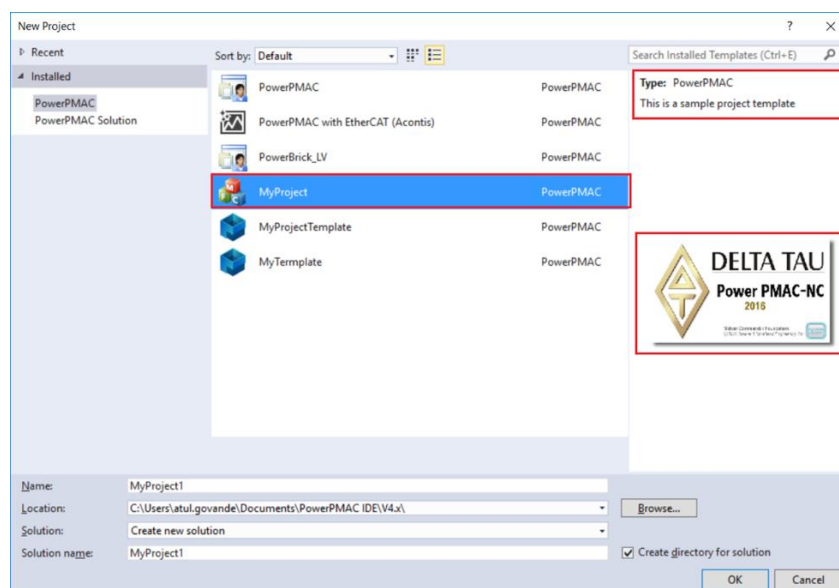 New Project
? X
Recent
Installed
PowerPMAC
PowerPMAC Solution
Sort by: Default
Search Installed Templates (Ctrl+E)
PowerPMAC PowerPMAC
PowerPMAC with EtherCAT (Acontis) PowerPMAC
PowerBrick_LV PowerPMAC
MyProject PowerPMAC
MyProjectTemplate PowerPMAC
MyTermplate PowerPMAC
Type: PowerPMAC
This is a sample project template
DELTA TAU
Power PMAC-NC
2016
Name: MyProject1
Location: C:\Users\atul.govande\Documents\PowerPMAC IDE\V4.x\
Browse...
Solution: Create new solution
Solution name: MyProject1
Create directory for solution
OK Cancel